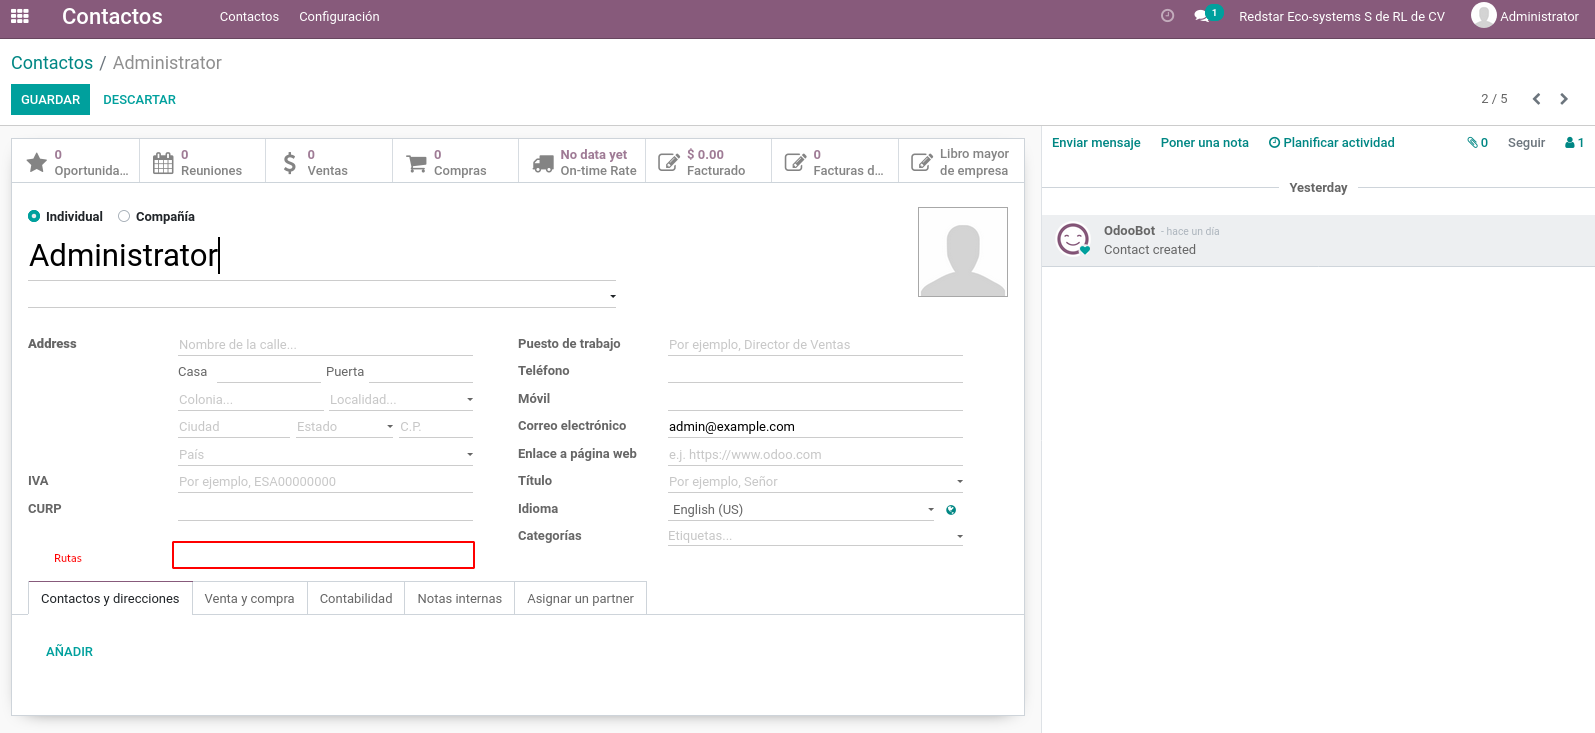 Contactos Contactos Configuración 1 Redstar Eco-systems S de RL de CV Administrator
Contactos / Administrator
GUARDAR DESCARTAR 2 / 5
0 Oportunida...
0 Reuniones
0 Ventas
0 Compras
No data yet On-time Rate
$ 0.00 Facturado
0 Facturas d...
Libro mayor de empresa
Individual Compañía
Administrator
Address Nombre de la calle...
Casa Puerta
Colonia... Localidad...
Ciudad Estado C.P.
País
IVA Por ejemplo, ESA00000000
CURP
Rutas
Puesto de trabajo Por ejemplo, Director de Ventas
Teléfono
Móvil
Correo electrónico admin@example.com
Enlace a página web e.j. https://www.odoo.com
Título Por ejemplo, Señor
Idioma English (US)
Categorías Etiquetas...
Contactos y direcciones Venta y compra Contabilidad Notas internas Asignar un partner
AÑADIR
Enviar mensaje Poner una nota Planificar actividad 0 Seguir 1
Yesterday
OdooBot - hace un día
Contact created